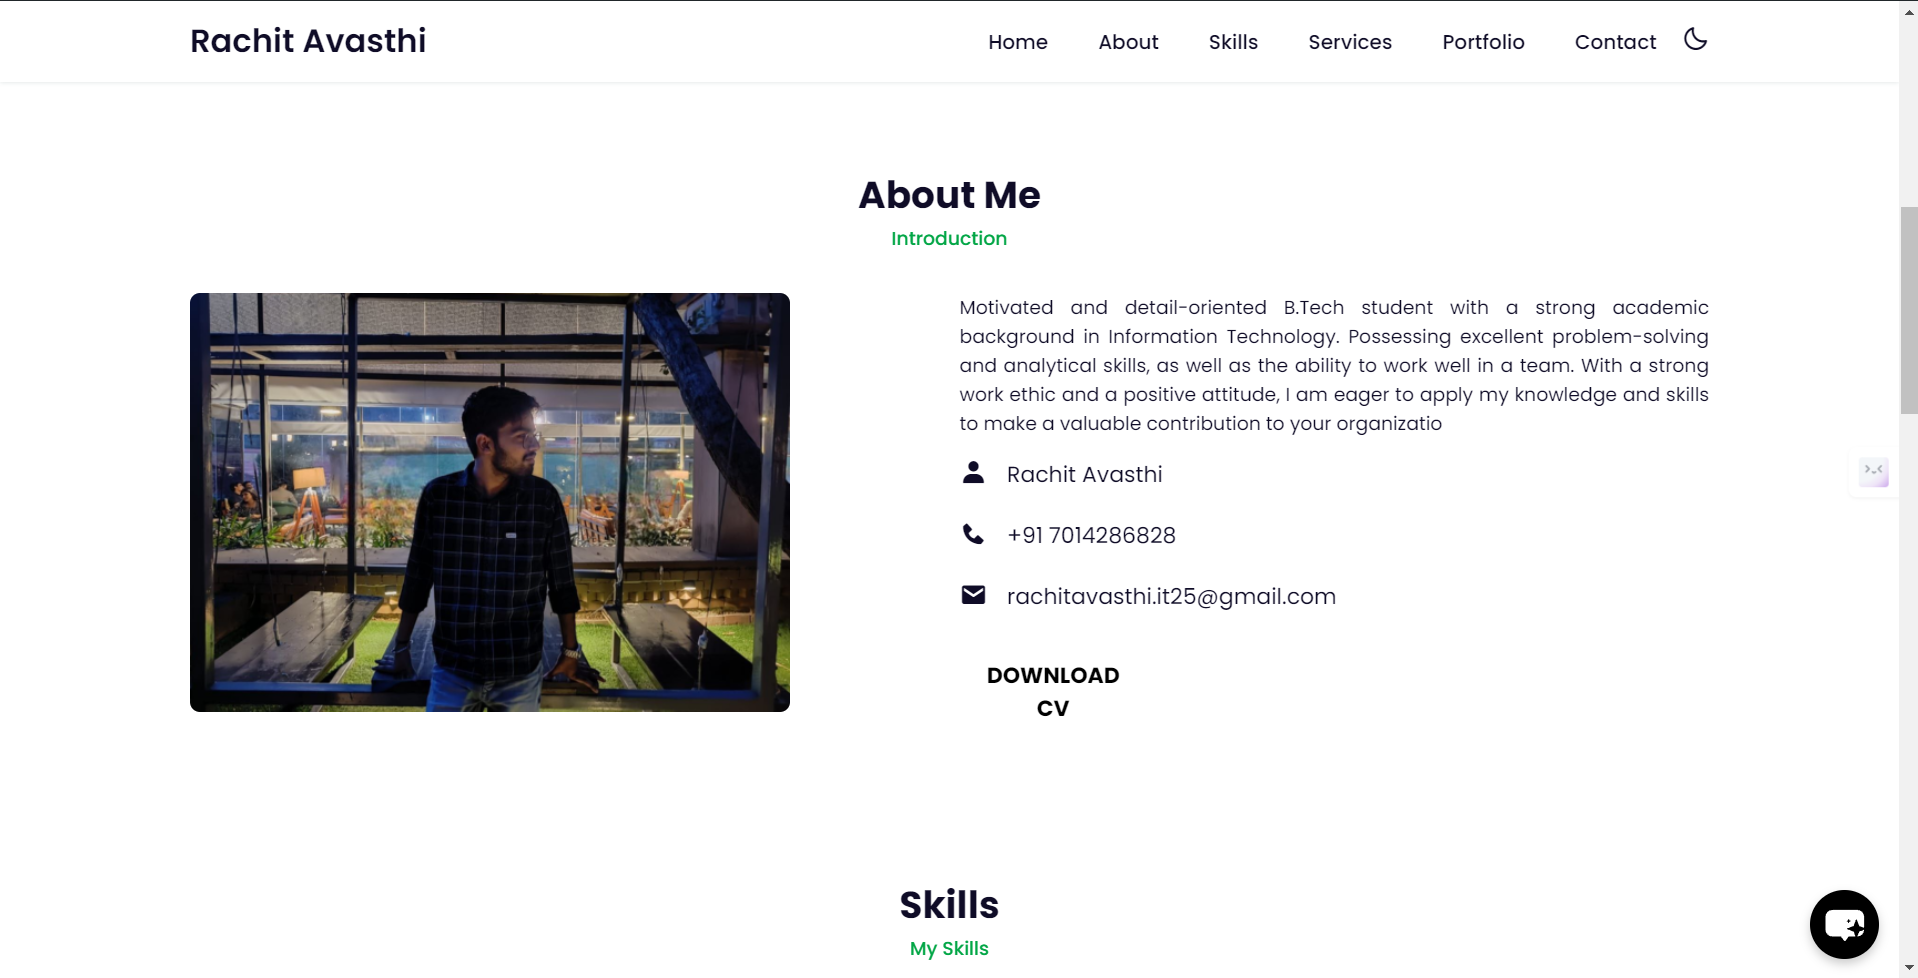 Rachit Avasthi
Home About Skills Services Portfolio Contact
About Me
Introduction
Motivated and detail-oriented B.Tech student with a strong academic
background in Information Technology. Possessing excellent problem-solving
and analytical skills, as well as the ability to work well in a team. With a strong
work ethic and a positive attitude, I am eager to apply my knowledge and skills
to make a valuable contribution to your organizatio
Rachit Avasthi
+91 7014286828
rachitavasthi.it25@gmail.com
DOWNLOAD
CV
Skills
My Skills